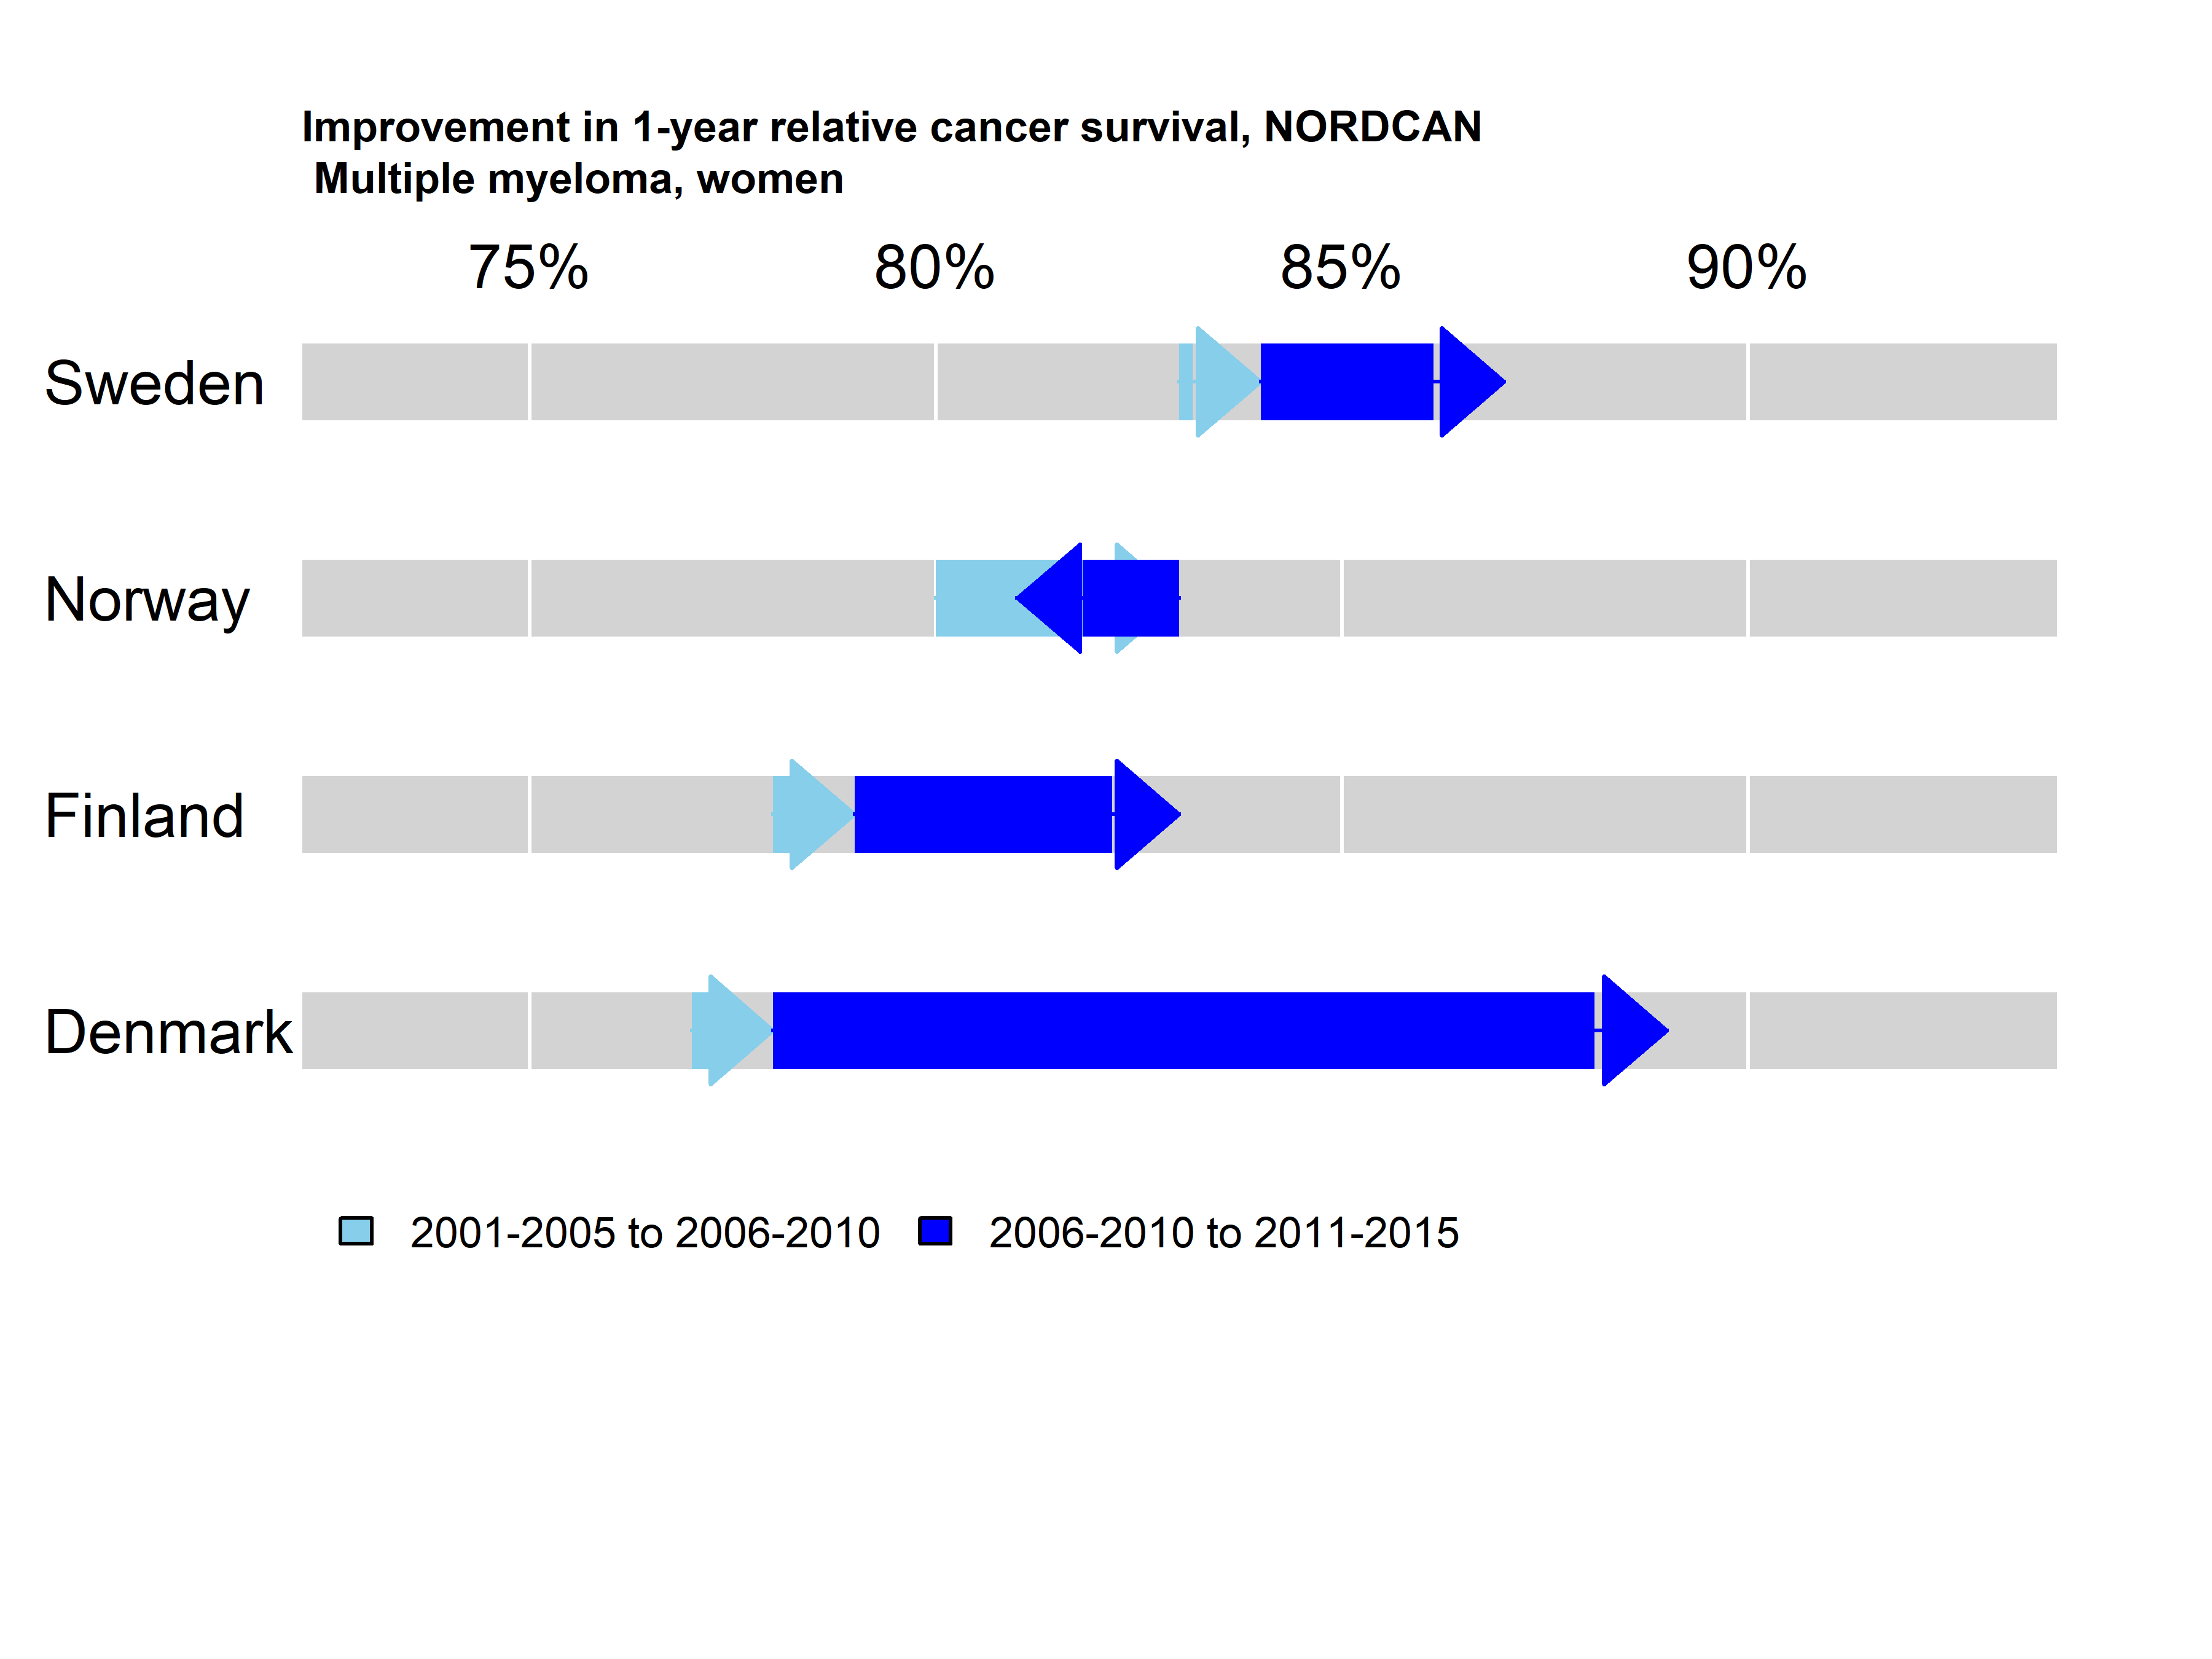 Improvement in 1-year relative cancer survival, NORDCAN
Multiple myeloma, women
75% 80% 85% 90%
Sweden
Norway
Finland
Denmark
2001-2005 to 2006-2010 2006-2010 to 2011-2015